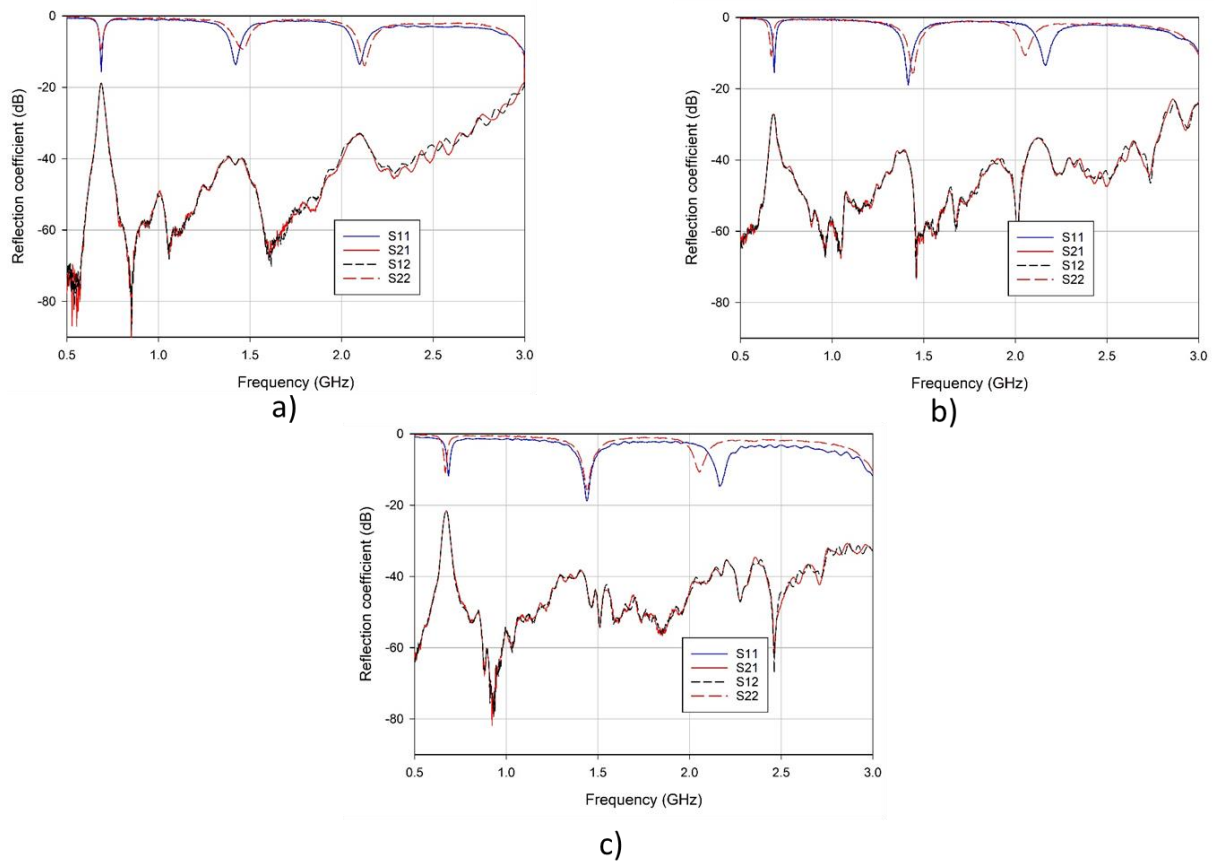 Reflection coefficient (dB)
0
-20
-40
-60
-80
S11
S21
S12
S22
0.5 1.0 1.5 2.0 2.5 3.0
Frequency (GHz)
a)
Reflection coefficient (dB)
0
-20
-40
-60
-80
S11
S21
S12
S22
0.5 1.0 1.5 2.0 2.5 3.0
Frequency (GHz)
b)
Reflection coefficient (dB)
0
-20
-40
-60
-80
S11
S21
S12
S22
0.5 1.0 1.5 2.0 2.5 3.0
Frequency (GHz)
c)